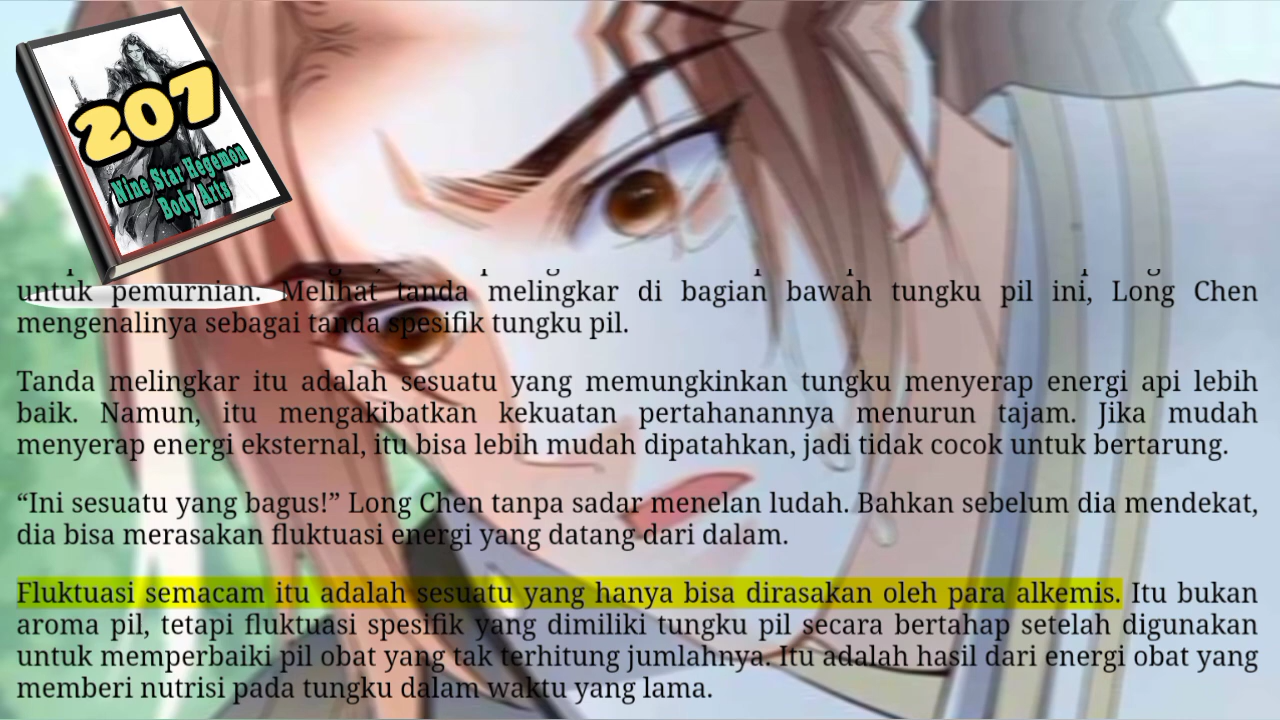 207
Nine Star Hegemon
Body Arts
untuk pemurnian. Melihat tanda melingkar di bagian bawah tungku pil ini, Long Chen
mengenalinya sebagai tanda spesifik tungku pil.
Tanda melingkar itu adalah sesuatu yang memungkinkan tungku menyerap energi api lebih
baik. Namun, itu mengakibatkan kekuatan pertahanannya menurun tajam. Jika mudah
menyerap energi eksternal, itu bisa lebih mudah dipatahkan, jadi tidak cocok untuk bertarung.
“Ini sesuatu yang bagus!” Long Chen tanpa sadar menelan ludah. Bahkan sebelum dia mendekat,
dia bisa merasakan fluktuasi energi yang datang dari dalam.
Fluktuasi semacam itu adalah sesuatu yang hanya bisa dirasakan oleh para alkemis. Itu bukan
aroma pil, tetapi fluktuasi spesifik yang dimiliki tungku pil secara bertahap setelah digunakan
untuk memperbaiki pil obat yang tak terhitung jumlahnya. Itu adalah hasil dari energi obat yang
memberi nutrisi pada tungku dalam waktu yang lama.